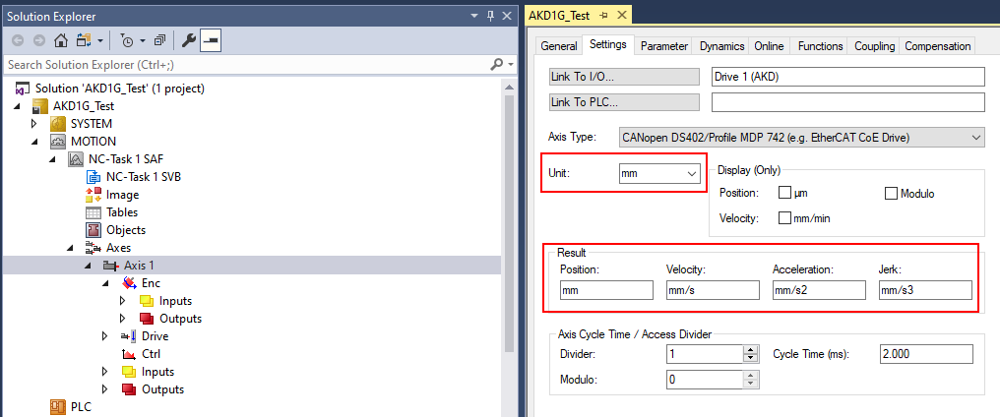 Solution Explorer
Search Solution Explorer (Ctrl+;)
Solution 'AKD1G_Test' (1 project)
AKD1G_Test
SYSTEM
MOTION
NC-Task 1 SAF
NC-Task 1 SVB
Image
Tables
Objects
Axes
Axis 1
Enc
Inputs
Outputs
Drive
Ctrl
Inputs
Outputs
PLC
AKD1G_Test
General Settings Parameter Dynamics Online Functions Coupling Compensation
Link To I/O... Drive 1 (AKD)
Link To PLC...
Axis Type: CANopen DS402/Profile MDP 742 (e.g. EtherCAT CoE Drive)
Unit: mm
Display (Only)
Position: µm Modulo
Velocity: mm/min
Result
Position: Velocity: Acceleration: Jerk:
mm mm/s mm/s2 mm/s3
Axis Cycle Time / Access Divider
Divider: 1 Cycle Time (ms): 2.000
Modulo: 0